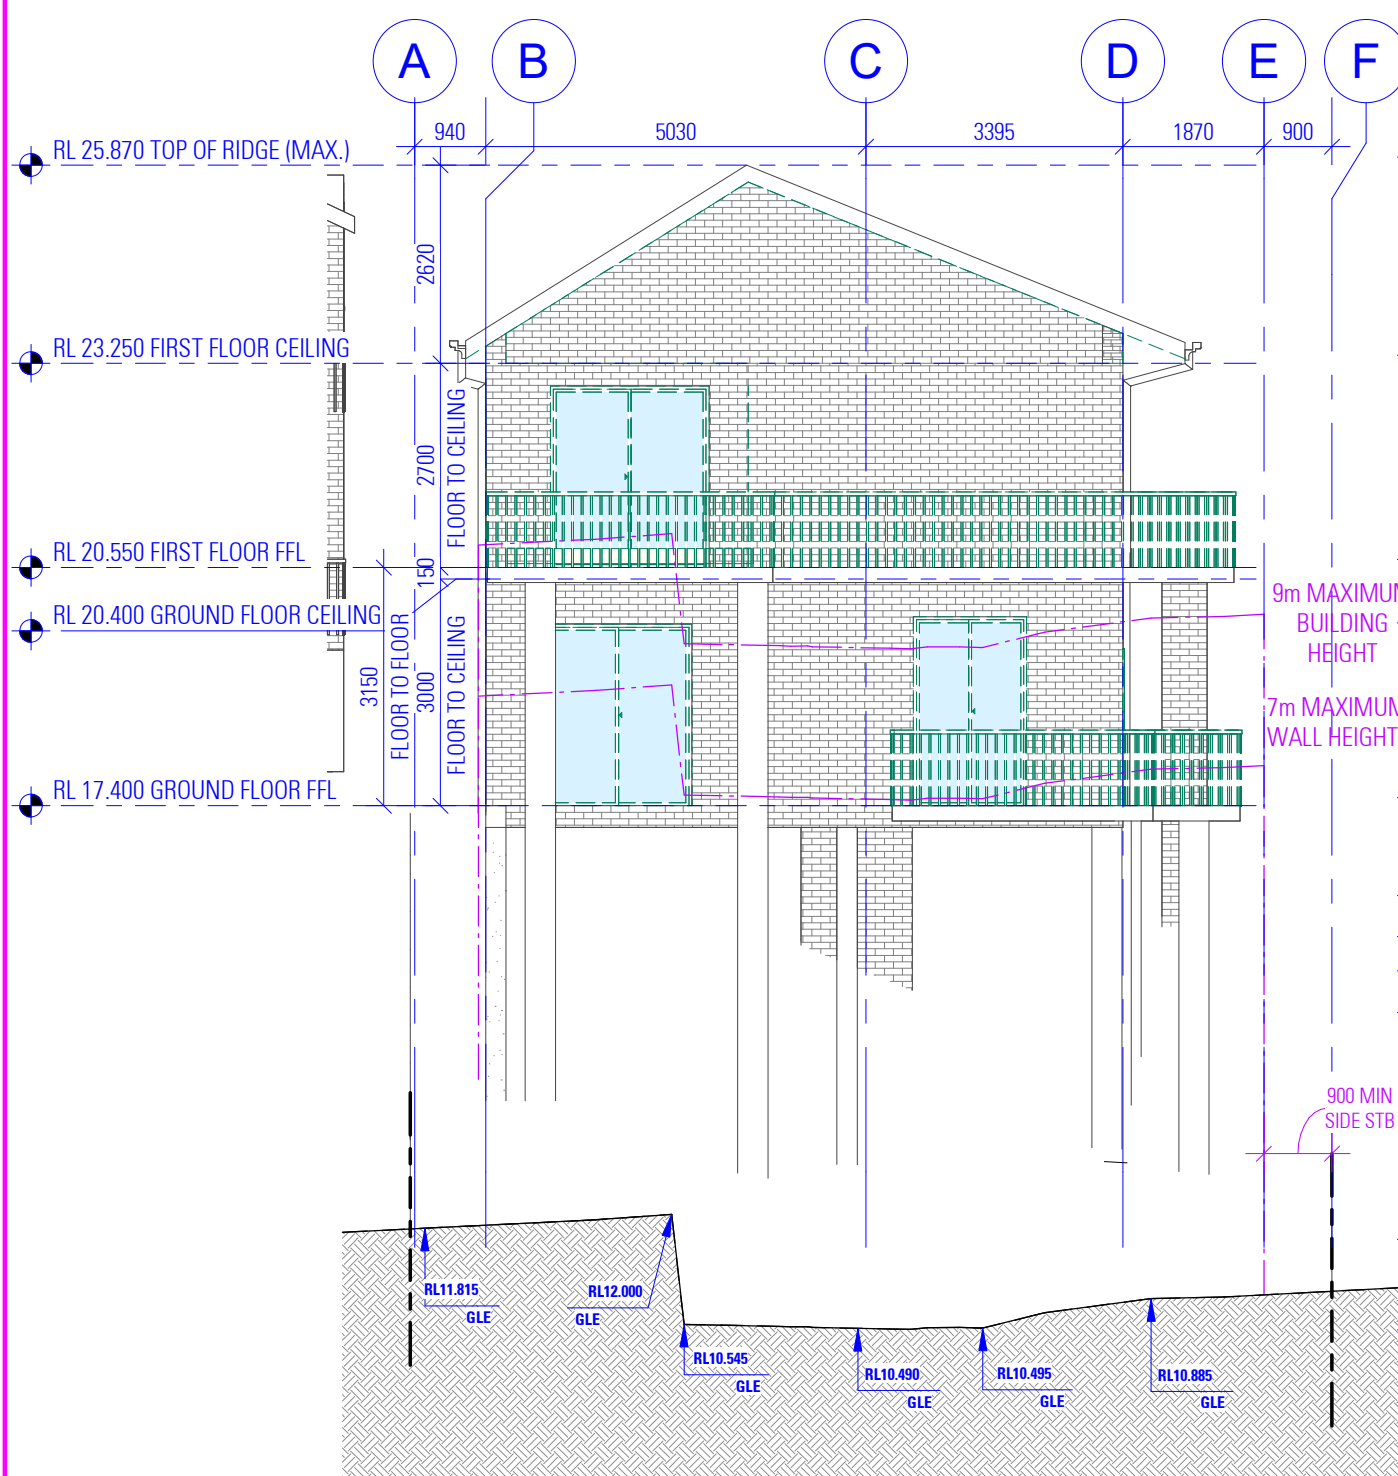 A B C D E F
940 5030 3395 1870 900
RL 25.870 TOP OF RIDGE (MAX.)
2620
RL 23.250 FIRST FLOOR CEILING
2700
FLOOR TO CEILING
RL 20.550 FIRST FLOOR FFL
150
RL 20.400 GROUND FLOOR CEILING
3150
FLOOR TO FLOOR
3000
FLOOR TO CEILING
9m MAXIMUM
BUILDING
HEIGHT
7m MAXIMUM
WALL HEIGHT
RL 17.400 GROUND FLOOR FFL
900 MIN
SIDE STB
RL11.815
GLE
RL12.000
GLE
RL10.545
GLE
RL10.490
GLE
RL10.495
GLE
RL10.885
GLE